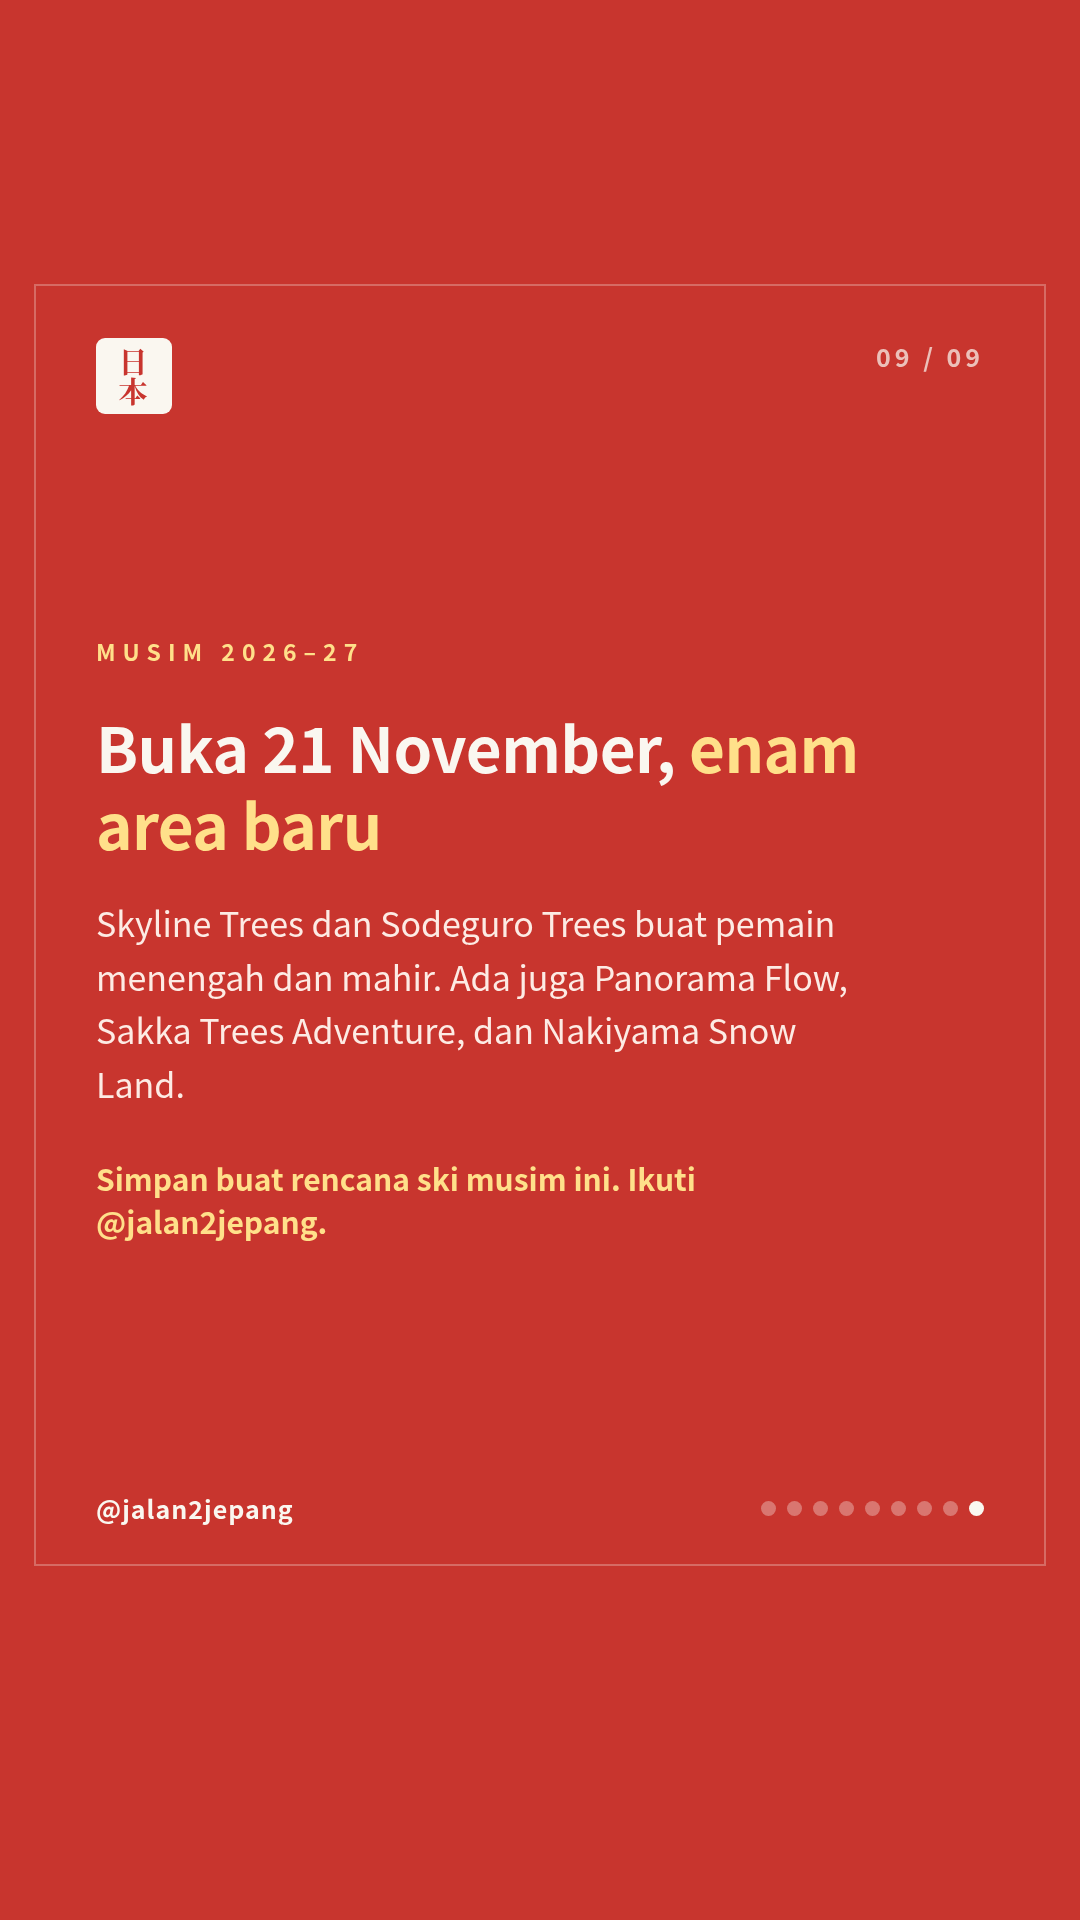 日
本
09 / 09
MUSIM 2026–27
Buka 21 November, enam
area baru
Skyline Trees dan Sodeguro Trees buat pemain
menengah dan mahir. Ada juga Panorama Flow,
Sakka Trees Adventure, dan Nakiyama Snow
Land.
Simpan buat rencana ski musim ini. Ikuti
@jalan2jepang.
@jalan2jepang